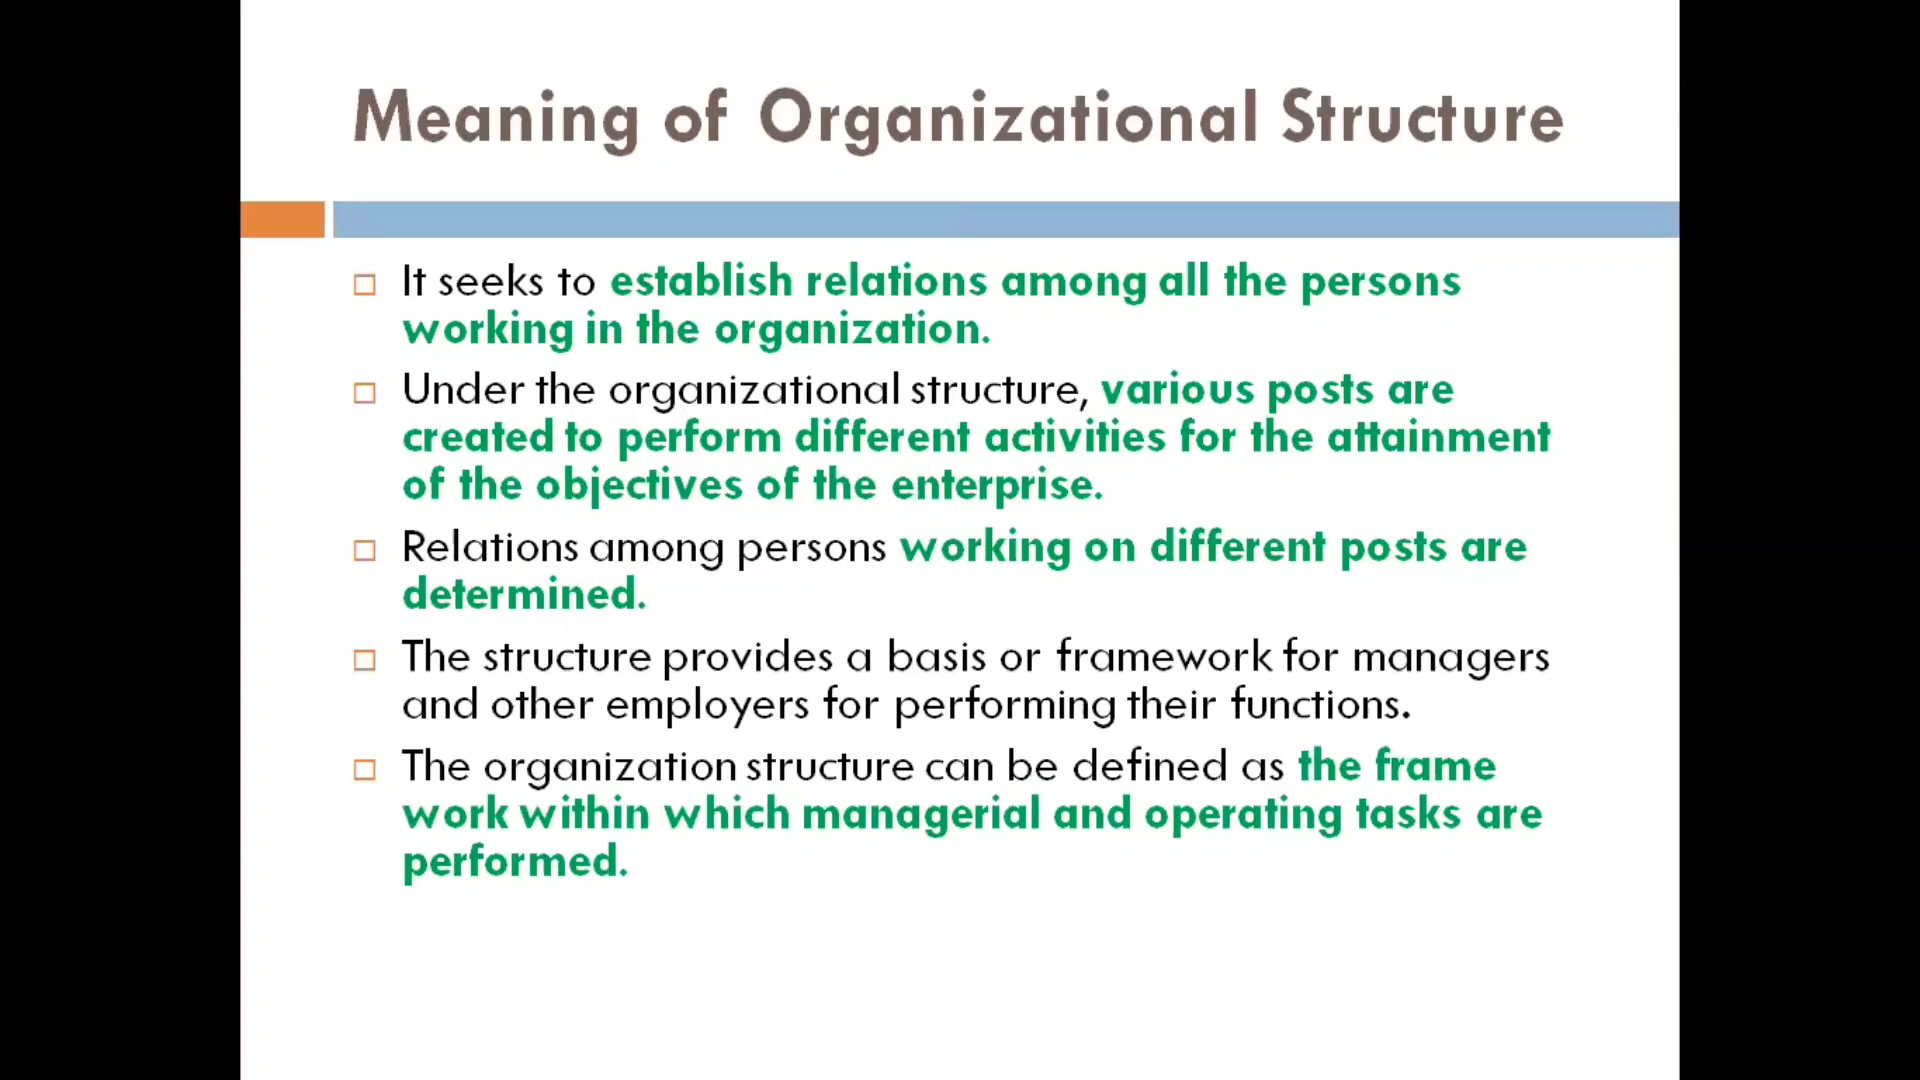 Meaning of Organizational Structure
It seeks to establish relations among all the persons
working in the organization.
Under the organizational structure, various posts are
created to perform different activities for the attainment
of the objectives of the enterprise.
Relations among persons working on different posts are
determined.
The structure provides a basis or framework for managers
and other employers for performing their functions.
The organization structure can be defined as the frame
work within which managerial and operating tasks are
performed.